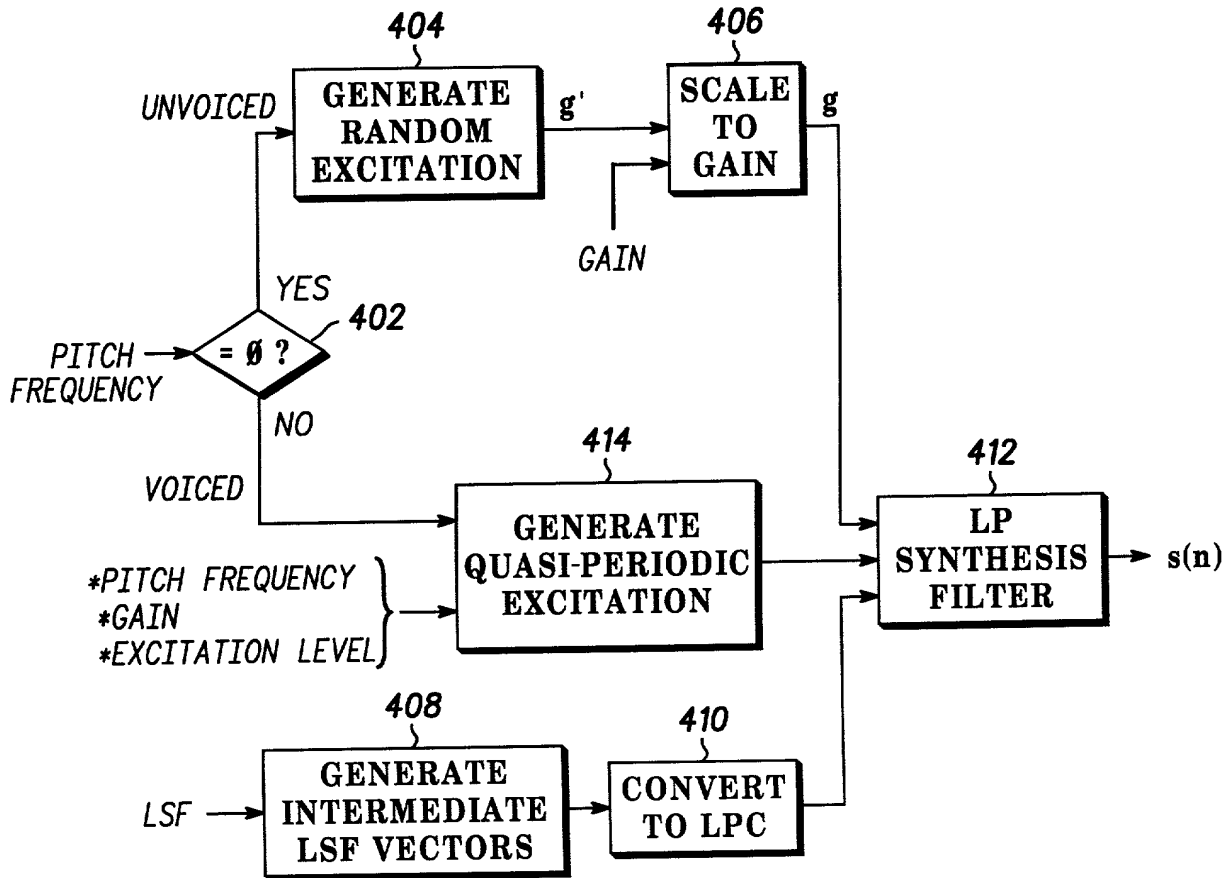 404
406
UNVOICED
GENERATE
RANDOM
EXCITATION
g'
SCALE
TO
GAIN
g
GAIN
YES
402
PITCH
FREQUENCY
= Ø ?
NO
VOICED
414
412
GENERATE
QUASI-PERIODIC
EXCITATION
LP
SYNTHESIS
FILTER
s(n)
*PITCH FREQUENCY
*GAIN
*EXCITATION LEVEL
408
410
LSF
GENERATE
INTERMEDIATE
LSF VECTORS
CONVERT
TO LPC